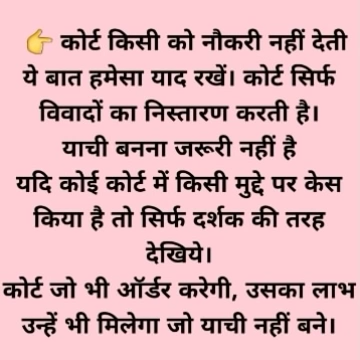 👉 कोर्ट किसी को नौकरी नहीं देती
ये बात हमेसा याद रखें। कोर्ट सिर्फ
विवादों का निस्तारण करती है।
याची बनना जरूरी नहीं है
यदि कोई कोर्ट में किसी मुद्दे पर केस
किया है तो सिर्फ दर्शक की तरह
देखिये।
कोर्ट जो भी ऑर्डर करेगी, उसका लाभ
उन्हें भी मिलेगा जो याची नहीं बने।